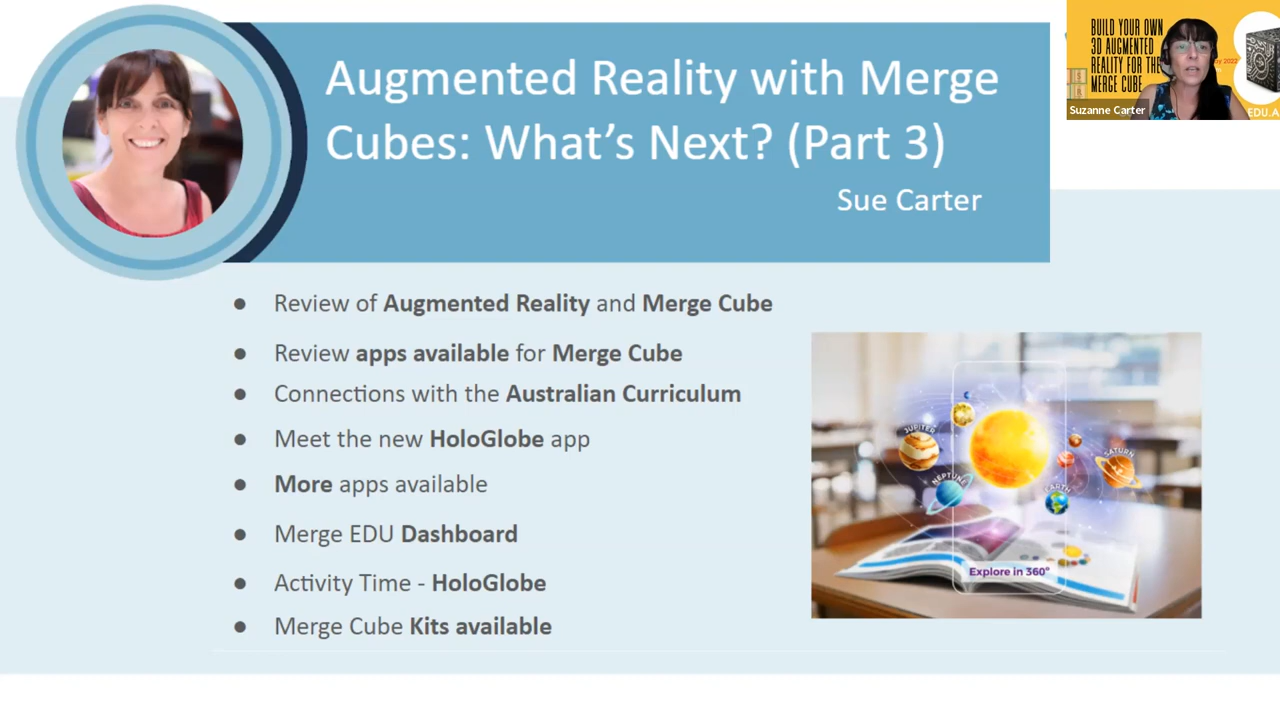 Augmented Reality with Merge
Cubes: What's Next? (Part 3)
Sue Carter
BUILD YOUR OWN
3D AUGMENTED
REALITY FOR THE
MERGE CUBE
2022
Suzanne Carter
EDU.A
● Review of Augmented Reality and Merge Cube
● Review apps available for Merge Cube
● Connections with the Australian Curriculum
● Meet the new HoloGlobe app
● More apps available
● Merge EDU Dashboard
● Activity Time - HoloGlobe
● Merge Cube Kits available
JUPITER
SATURN
NEPTUNE
EARTH
Explore in 360°